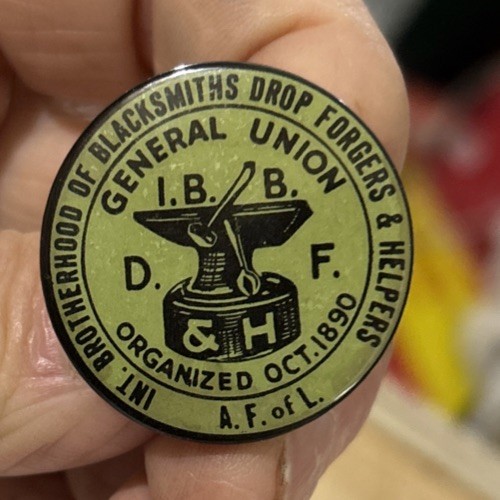 INT. BROTHERHOOD OF BLACKSMITHS DROP FORGERS & HELPERS
GENERAL UNION
I.B. B.
D. F.
& H
ORGANIZED OCT. 1890
A. F. of L.